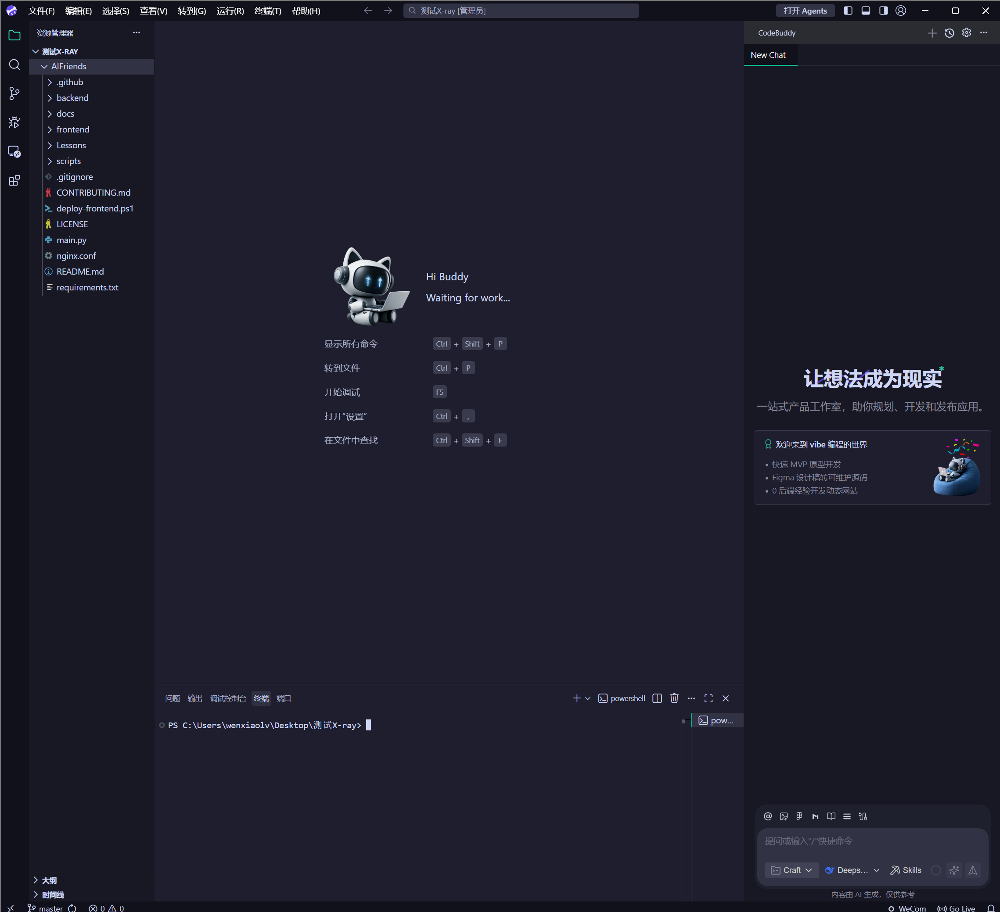 文件(F) 编辑(E) 选择(S) 查看(V) 转到(G) 运行(R) 终端(T) 帮助(H) 测试X-ray [管理员] 打开 Agents
资源管理器
测试X-RAY
AIFriends
.github
backend
docs
frontend
Lessons
scripts
.gitignore
CONTRIBUTING.md
deploy-frontend.ps1
LICENSE
main.py
nginx.conf
README.md
requirements.txt
大纲
时间线
Hi Buddy
Waiting for work...
显示所有命令 Ctrl + Shift + P
转到文件 Ctrl + P
开始调试 F5
打开“设置” Ctrl + ,
在文件中查找 Ctrl + Shift + F
问题 输出 调试控制台 终端 端口 powershell
PS C:\Users\wenxiaolv\Desktop\测试X-ray>
pow...
CodeBuddy
New Chat
让想法成为现实
一站式产品工作室，助你规划、开发和发布应用。
欢迎来到 vibe 编程的世界
• 快速 MVP 原型开发
• Figma 设计稿转可维护源码
• 0 后端经验开发动态网站
提问或输入"/"快捷命令
Craft Deeps... Skills
内容由 AI 生成，仅供参考
master 0 0 WeCom Go Live